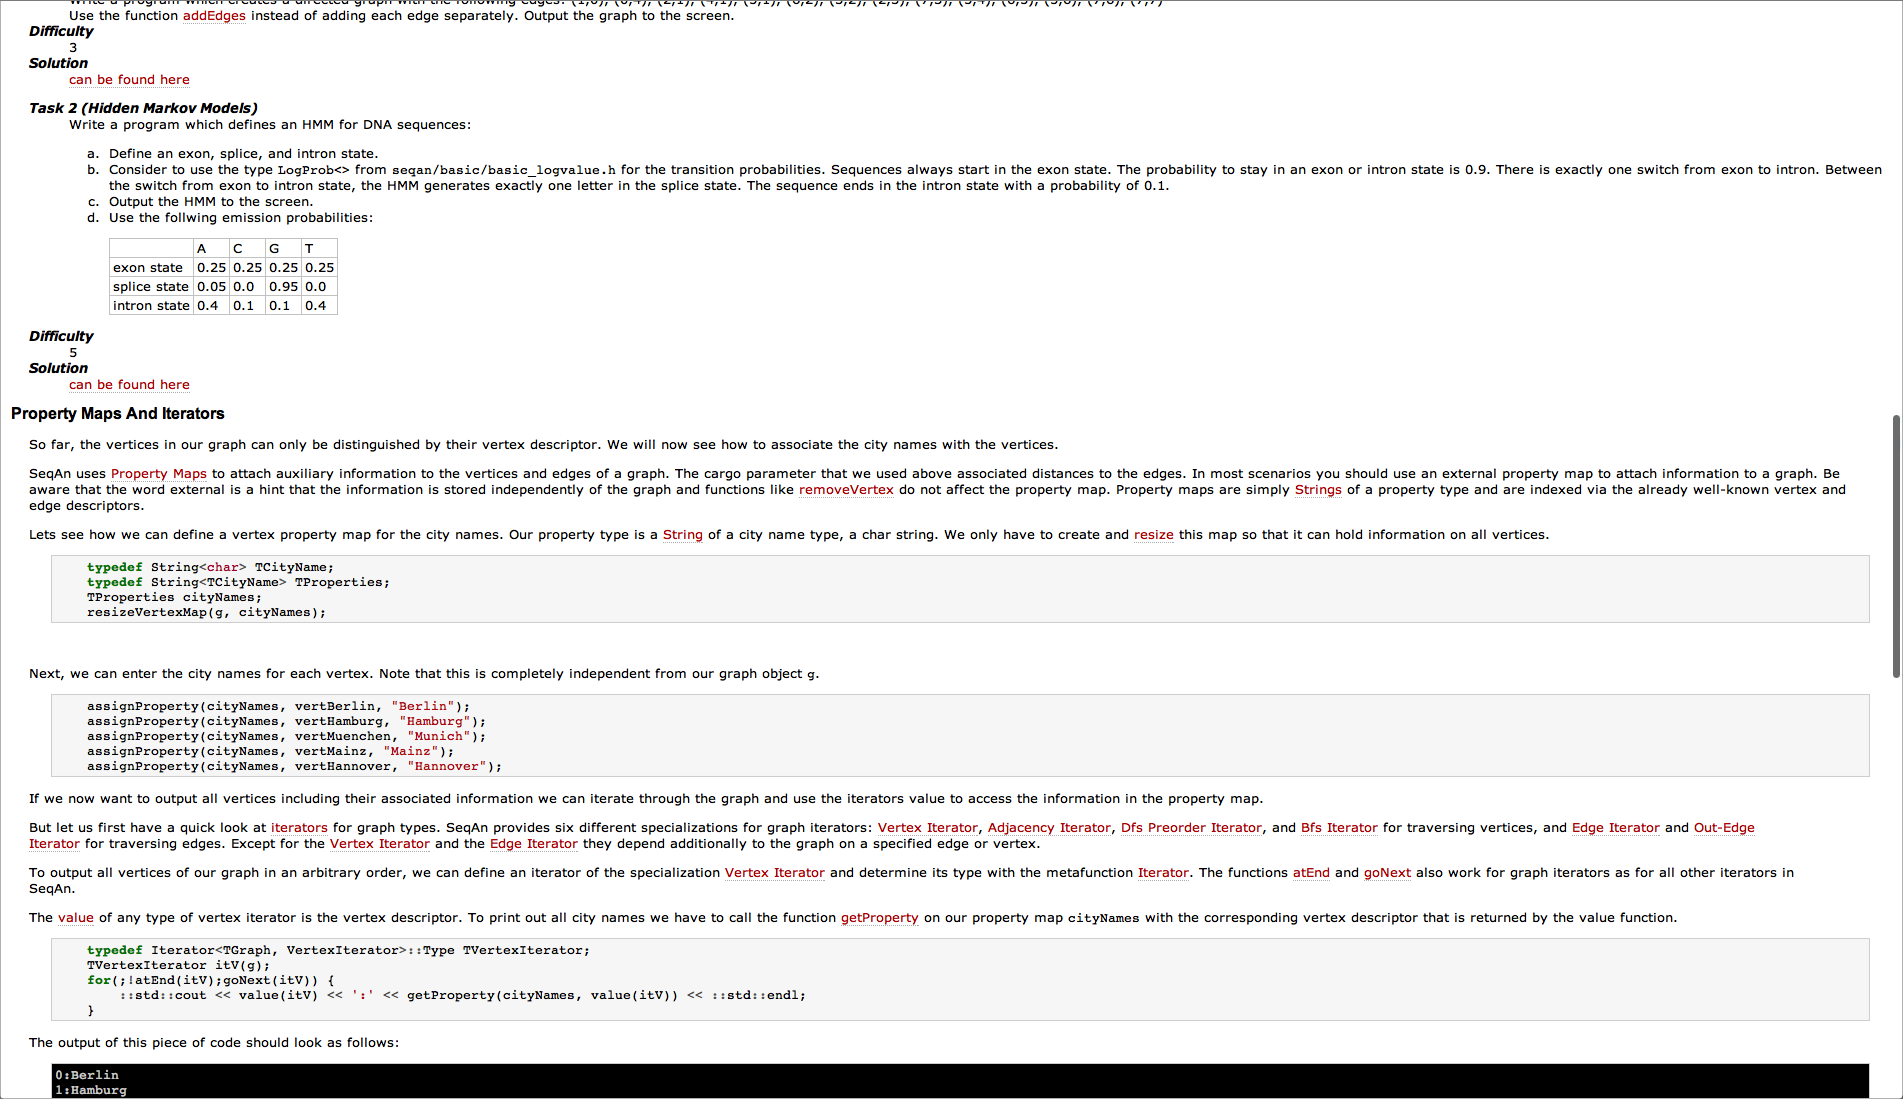 Use the function addEdges instead of adding each edge separately. Output the graph to the screen.
Difficulty
3
Solution
can be found here
Task 2 (Hidden Markov Models)
Write a program which defines an HMM for DNA sequences:
a. Define an exon, splice, and intron state.
b. Consider to use the type LogProb<> from seqan/basic/basic_logvalue.h for the transition probabilities. Sequences always start in the exon state. The probability to stay in an exon or intron state is 0.9. There is exactly one switch from exon to intron. Between
the switch from exon to intron state, the HMM generates exactly one letter in the splice state. The sequence ends in the intron state with a probability of 0.1.
c. Output the HMM to the screen.
d. Use the follwing emission probabilities:
A C G T
exon state 0.25 0.25 0.25 0.25
splice state 0.05 0.0 0.95 0.0
intron state 0.4 0.1 0.1 0.4
Difficulty
5
Solution
can be found here
Property Maps And Iterators
So far, the vertices in our graph can only be distinguished by their vertex descriptor. We will now see how to associate the city names with the vertices.
SeqAn uses Property Maps to attach auxiliary information to the vertices and edges of a graph. The cargo parameter that we used above associated distances to the edges. In most scenarios you should use an external property map to attach information to a graph. Be
aware that the word external is a hint that the information is stored independently of the graph and functions like removeVertex do not affect the property map. Property maps are simply Strings of a property type and are indexed via the already well-known vertex and
edge descriptors.
Lets see how we can define a vertex property map for the city names. Our property type is a String of a city name type, a char string. We only have to create and resize this map so that it can hold information on all vertices.
typedef String<char> TCityName;
typedef String<TCityName> TProperties;
TProperties cityNames;
resizeVertexMap(g, cityNames);
Next, we can enter the city names for each vertex. Note that this is completely independent from our graph object g.
assignProperty(cityNames, vertBerlin, "Berlin");
assignProperty(cityNames, vertHamburg, "Hamburg");
assignProperty(cityNames, vertMuenchen, "Munich");
assignProperty(cityNames, vertMainz, "Mainz");
assignProperty(cityNames, vertHannover, "Hannover");
If we now want to output all vertices including their associated information we can iterate through the graph and use the iterators value to access the information in the property map.
But let us first have a quick look at iterators for graph types. SeqAn provides six different specializations for graph iterators: Vertex Iterator, Adjacency Iterator, Dfs Preorder Iterator, and Bfs Iterator for traversing vertices, and Edge Iterator and Out-Edge
Iterator for traversing edges. Except for the Vertex Iterator and the Edge Iterator they depend additionally to the graph on a specified edge or vertex.
To output all vertices of our graph in an arbitrary order, we can define an iterator of the specialization Vertex Iterator and determine its type with the metafunction Iterator. The functions atEnd and goNext also work for graph iterators as for all other iterators in
SeqAn.
The value of any type of vertex iterator is the vertex descriptor. To print out all city names we have to call the function getProperty on our property map cityNames with the corresponding vertex descriptor that is returned by the value function.
typedef Iterator<TGraph, VertexIterator>::Type TVertexIterator;
TVertexIterator itV(g);
for(;!atEnd(itV);goNext(itV)) {
::std::cout << value(itV) << ':' << getProperty(cityNames, value(itV)) << ::std::endl;
}
The output of this piece of code should look as follows:
0:Berlin
1:Hamburg